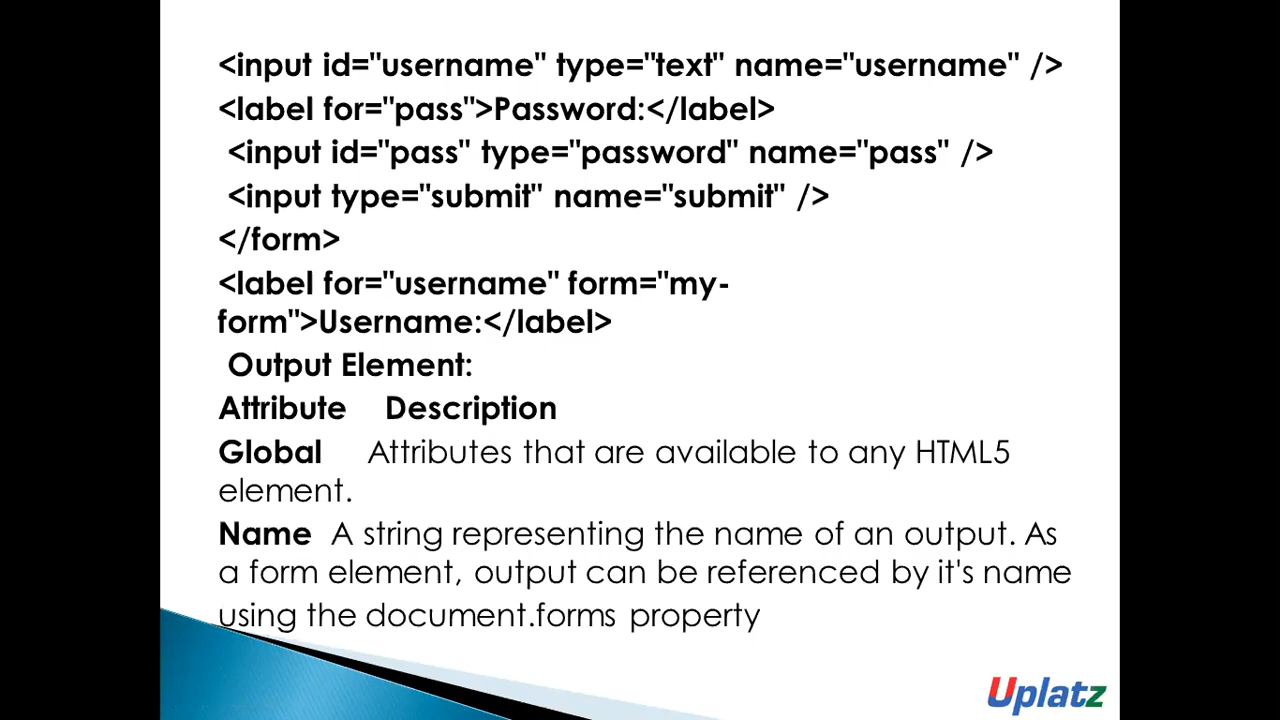 <input id="username" type="text" name="username" />
<label for="pass">Password:</label>
<input id="pass" type="password" name="pass" />
<input type="submit" name="submit" />
</form>
<label for="username" form="my-
form">Username:</label>
Output Element:
Attribute Description
Global Attributes that are available to any HTML5
element.
Name A string representing the name of an output. As
a form element, output can be referenced by it's name
using the document.forms property
Uplatz